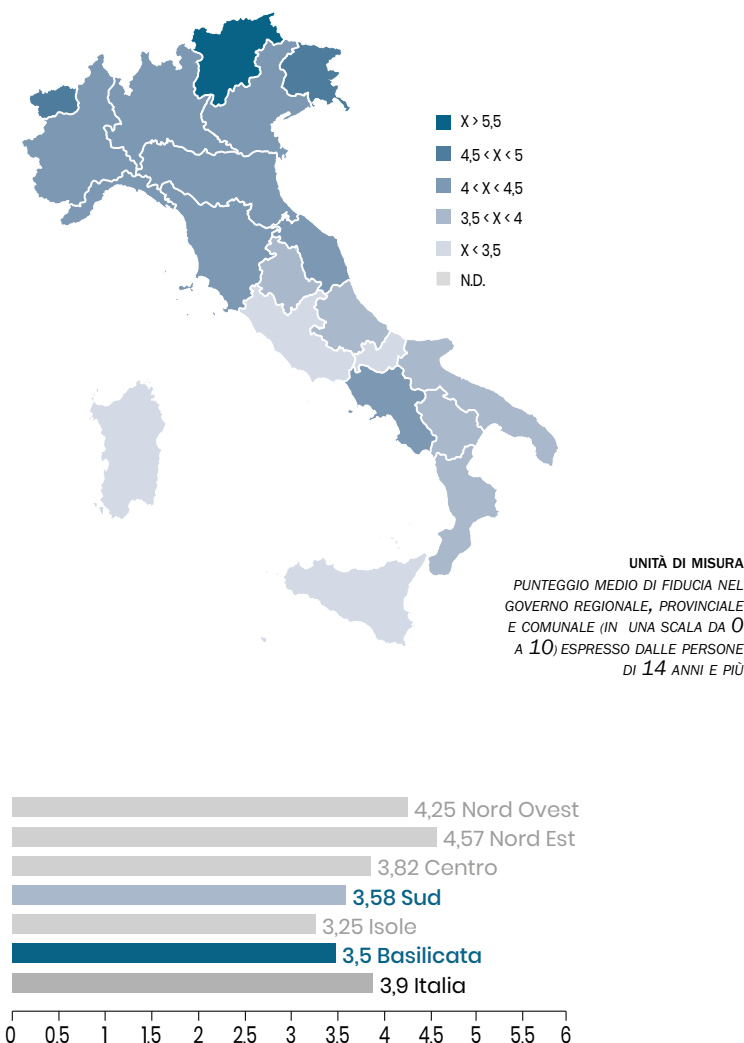 X > 5,5
4,5 < X < 5
4 < X < 4,5
3,5 < X < 4
X < 3,5
N.D.
UNITÀ DI MISURA
PUNTEGGIO MEDIO DI FIDUCIA NEL
GOVERNO REGIONALE, PROVINCIALE
E COMUNALE (IN UNA SCALA DA 0
A 10) ESPRESSO DALLE PERSONE
DI 14 ANNI E PIÙ
4,25 Nord Ovest
4,57 Nord Est
3,82 Centro
3,58 Sud
3,25 Isole
3,5 Basilicata
3,9 Italia
0 0,5 1 1,5 2 2,5 3 3,5 4 4,5 5 5,5 6